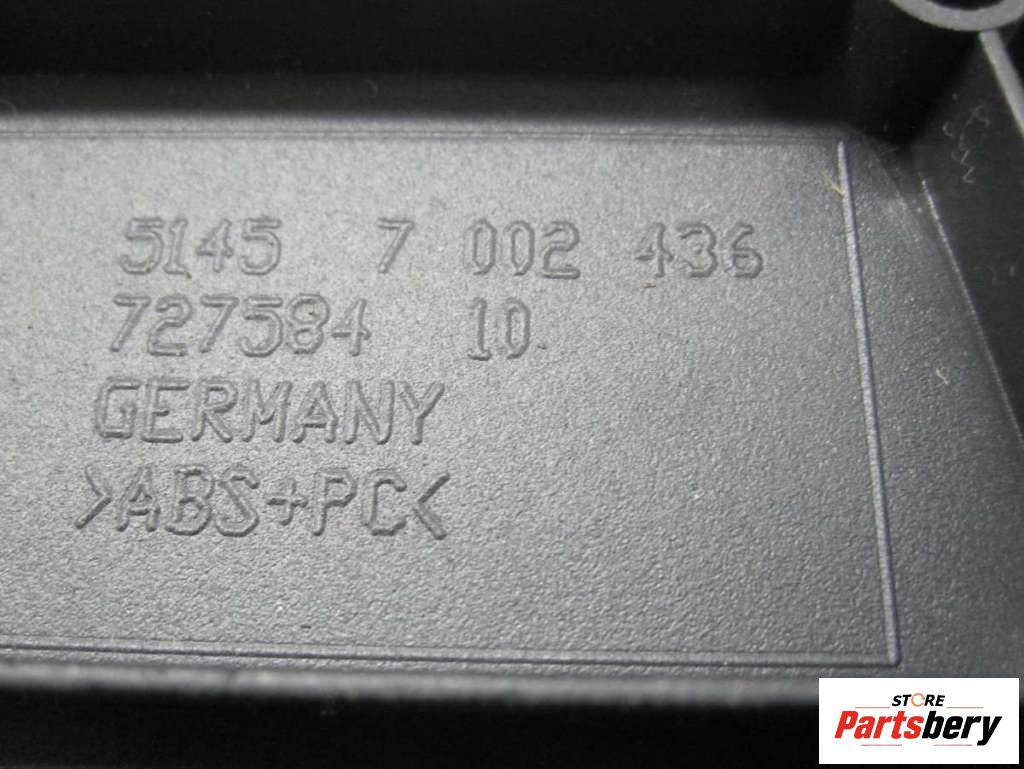 5145 7 002 436
727584 10
GERMANY
>ABS+PC<
STORE
Partsbery